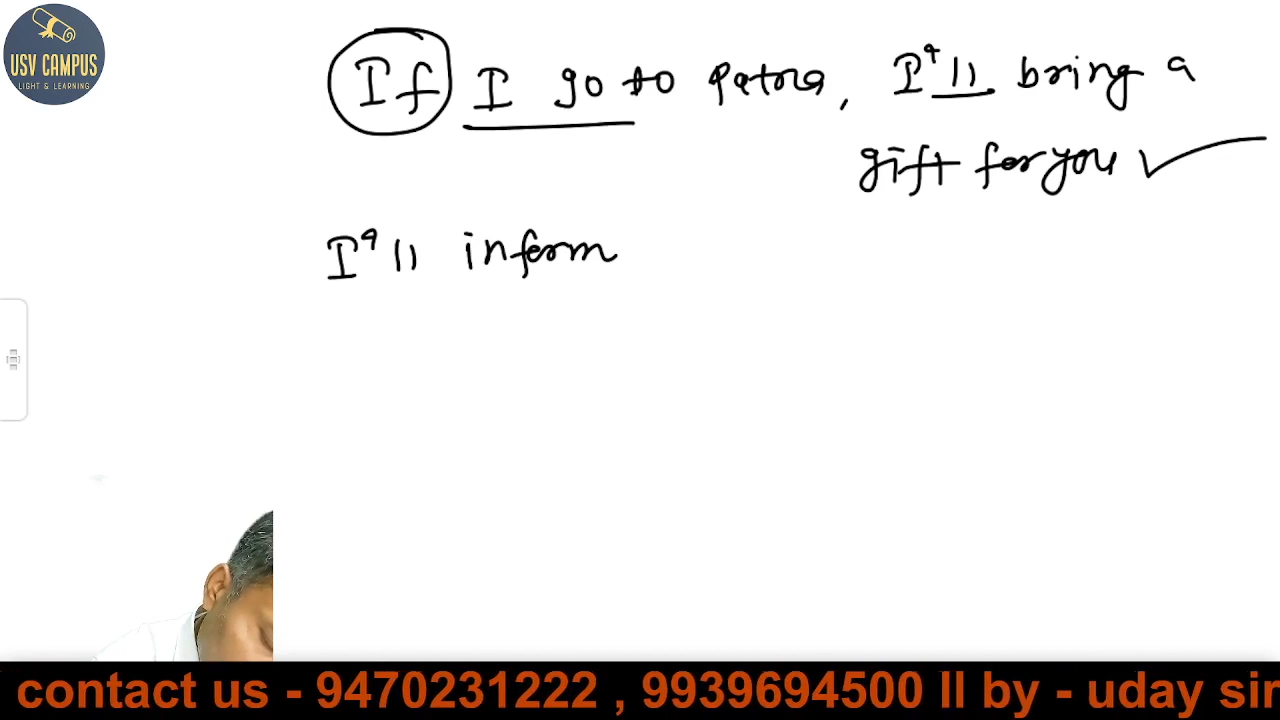 USV CAMPUS
LIGHT & LEARNING
If I go to Patna, I'll bring a
gift for you
I'll inform
contact us - 9470231222 , 9939694500 ll by - uday sir